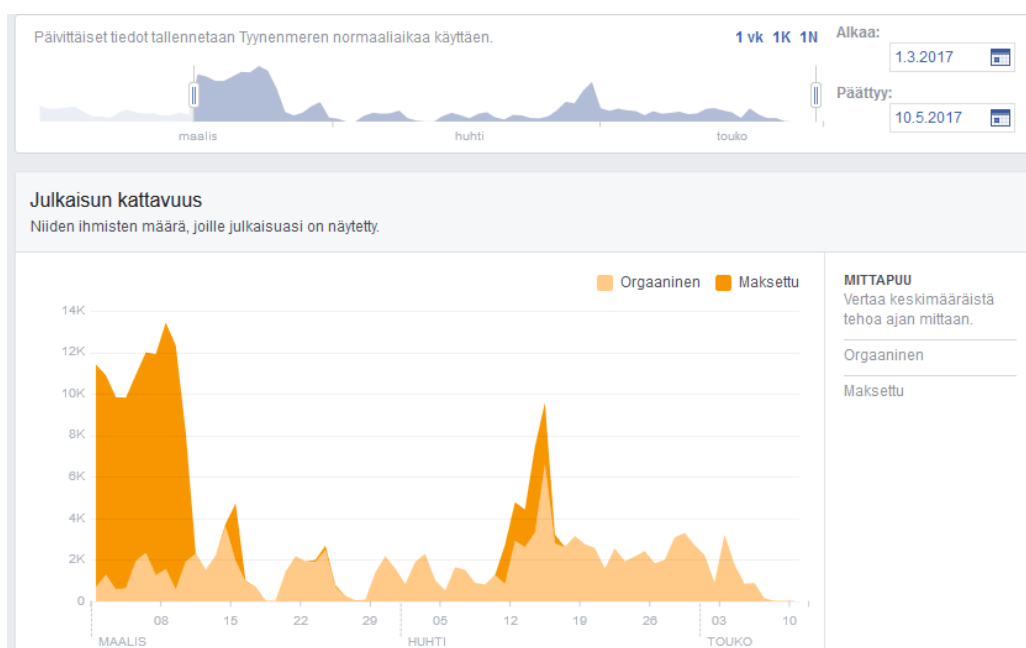 Päivittäiset tiedot tallennetaan Tyynenmeren normaaliaikaa käyttäen.
1 vk 1K 1N
Alkaa:
1.3.2017
Päättyy:
10.5.2017
maalis huhti touko
Julkaisun kattavuus
Niiden ihmisten määrä, joille julkaisuasi on näytetty.
Orgaaninen Maksettu
14K
12K
10K
8K
6K
4K
2K
0
08 15 22 29 05 12 19 26 03 10
MAALIS HUHTI TOUKO
MITTAPUU
Vertaa keskimääräistä
tehoa ajan mittaan.
Orgaaninen
Maksettu